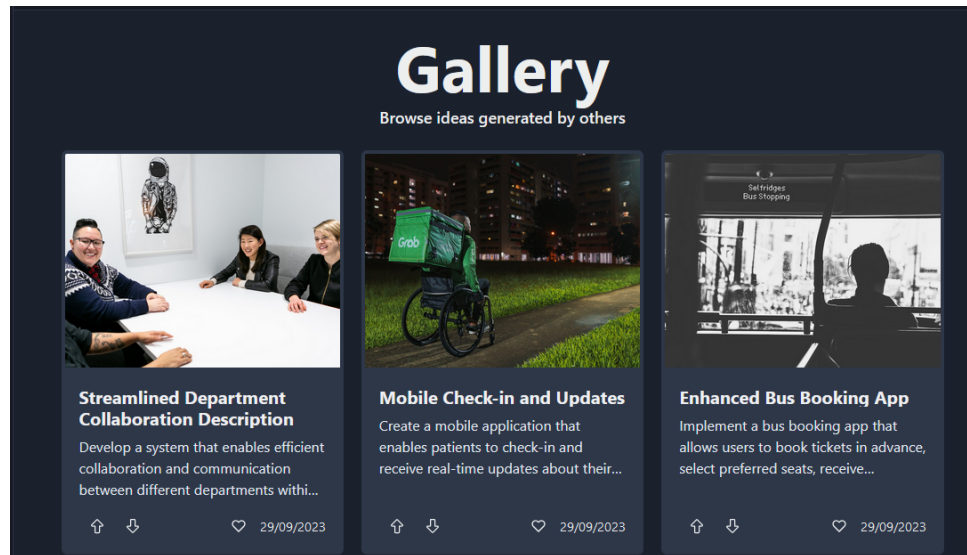 Gallery
Browse ideas generated by others
Selfridges
Bus Stopping
Grab
Streamlined Department
Collaboration Description
Develop a system that enables efficient
collaboration and communication
between different departments withi...
29/09/2023
Mobile Check-in and Updates
Create a mobile application that
enables patients to check-in and
receive real-time updates about their...
29/09/2023
Enhanced Bus Booking App
Implement a bus booking app that
allows users to book tickets in advance,
select preferred seats, receive...
29/09/2023